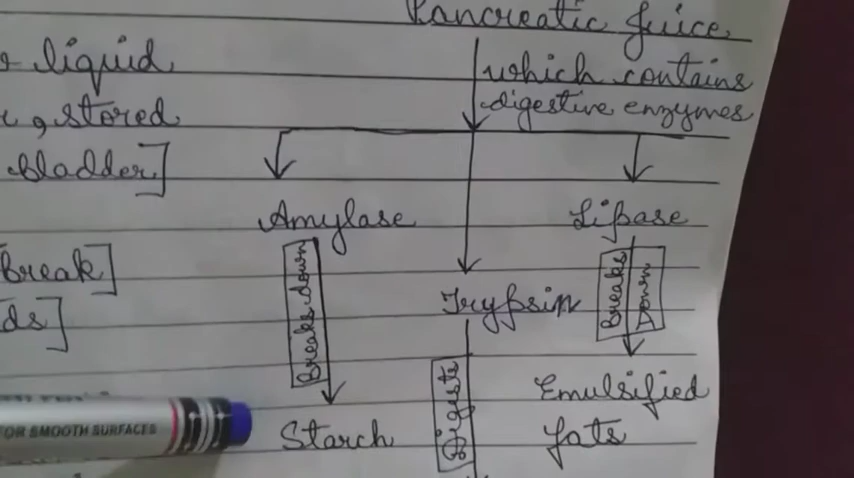 Pancreatic juice
liquid
which contains
stored
digestive enzymes
bladder]
Amylase
Lipase
Break]
Breaks down
Breaks
Down
Trypsin
ds]
Digests
Emulsified
fats
FOR SMOOTH SURFACES
Starch